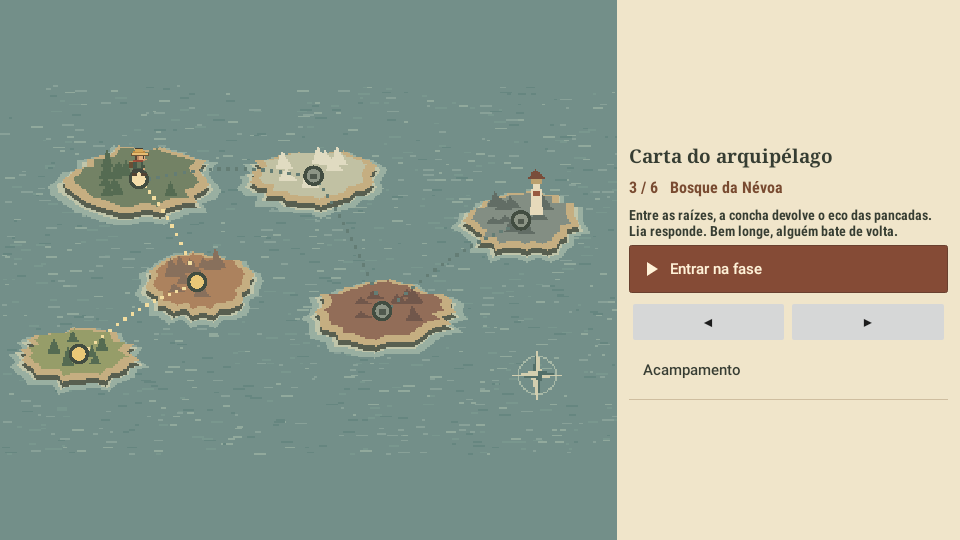 Carta do arquipélago
3 / 6 Bosque da Névoa
Entre as raízes, a concha devolve o eco das pancadas.
Lia responde. Bem longe, alguém bate de volta.
Entrar na fase
Acampamento